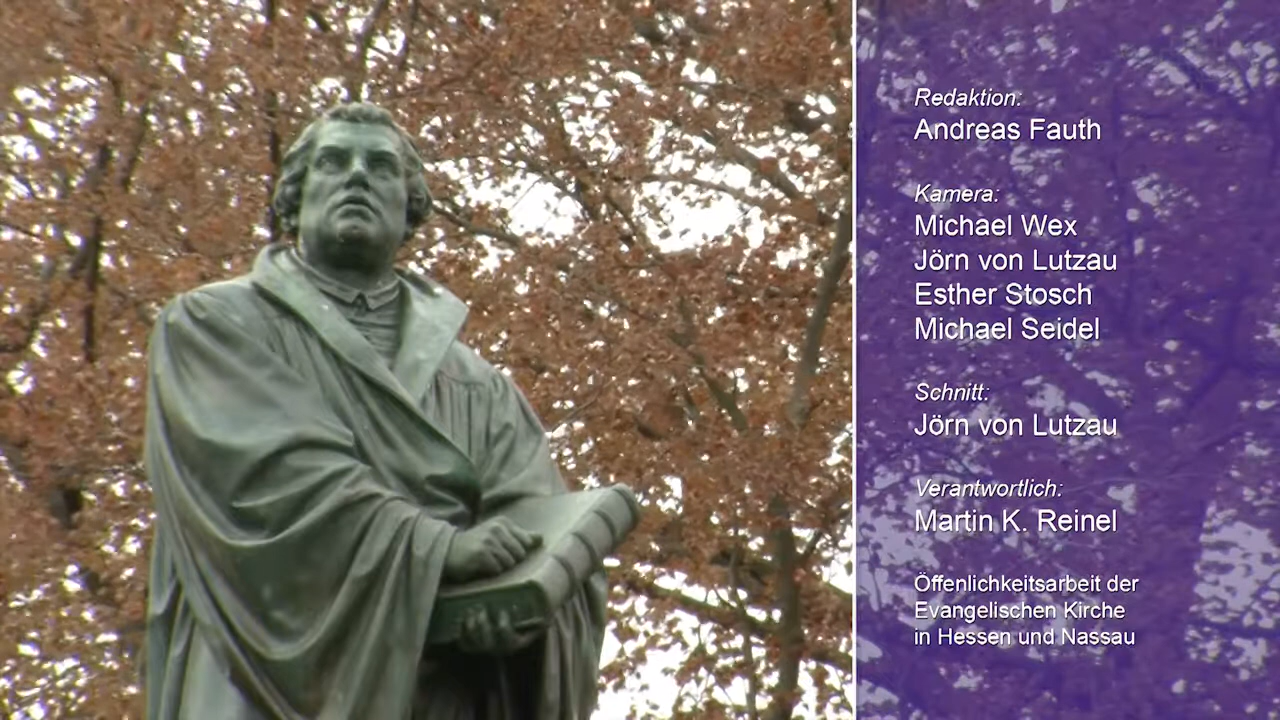 Redaktion:
Andreas Fauth
Kamera:
Michael Wex
Jörn von Lutzau
Esther Stosch
Michael Seidel
Schnitt:
Jörn von Lutzau
Verantwortlich:
Martin K. Reinel
Öffenlichkeitsarbeit der
Evangelischen Kirche
in Hessen und Nassau